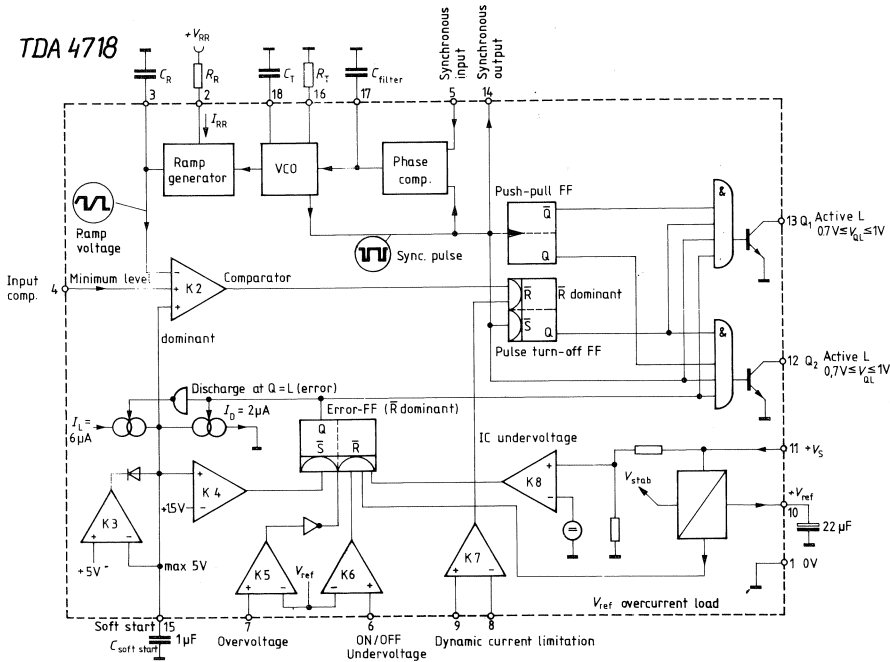 TDA 4718
+V_RR
C_R
R_R
C_T
R_T
C_filter
Synchronous input
Synchronous output
3
2
18
16
17
5
14
I_RR
Ramp generator
VCO
Phase comp.
Push-pull FF
Q̅
Q
&
13 Q₁ Active L
0.7V≤V_QL≤1V
Ramp voltage
Sync. pulse
Input comp. 4
Minimum level
−
+
+
K2
Comparator
dominant
R̅
R̅ dominant
S̅
Q
Pulse turn-off FF
&
12 Q₂ Active L
0,7V≤V_QL≤1V
Discharge at Q=L (error)
I_L= 6µA
I_D=2µA
Error-FF (R̅ dominant)
Q
S̅
R̅
IC undervoltage
11 +V_S
+
K4
−
+1.5V
K8
+
−
V_stab
+V_ref
10
22µF
K3
+
−
+5V
max 5V
K5
+
−
V_ref
K6
−
+
K7
+
−
1 0V
V_ref overcurrent load
Soft start 15
7
6
9
8
C_soft start
1µF
Overvoltage
ON/OFF
Undervoltage
Dynamic current limitation